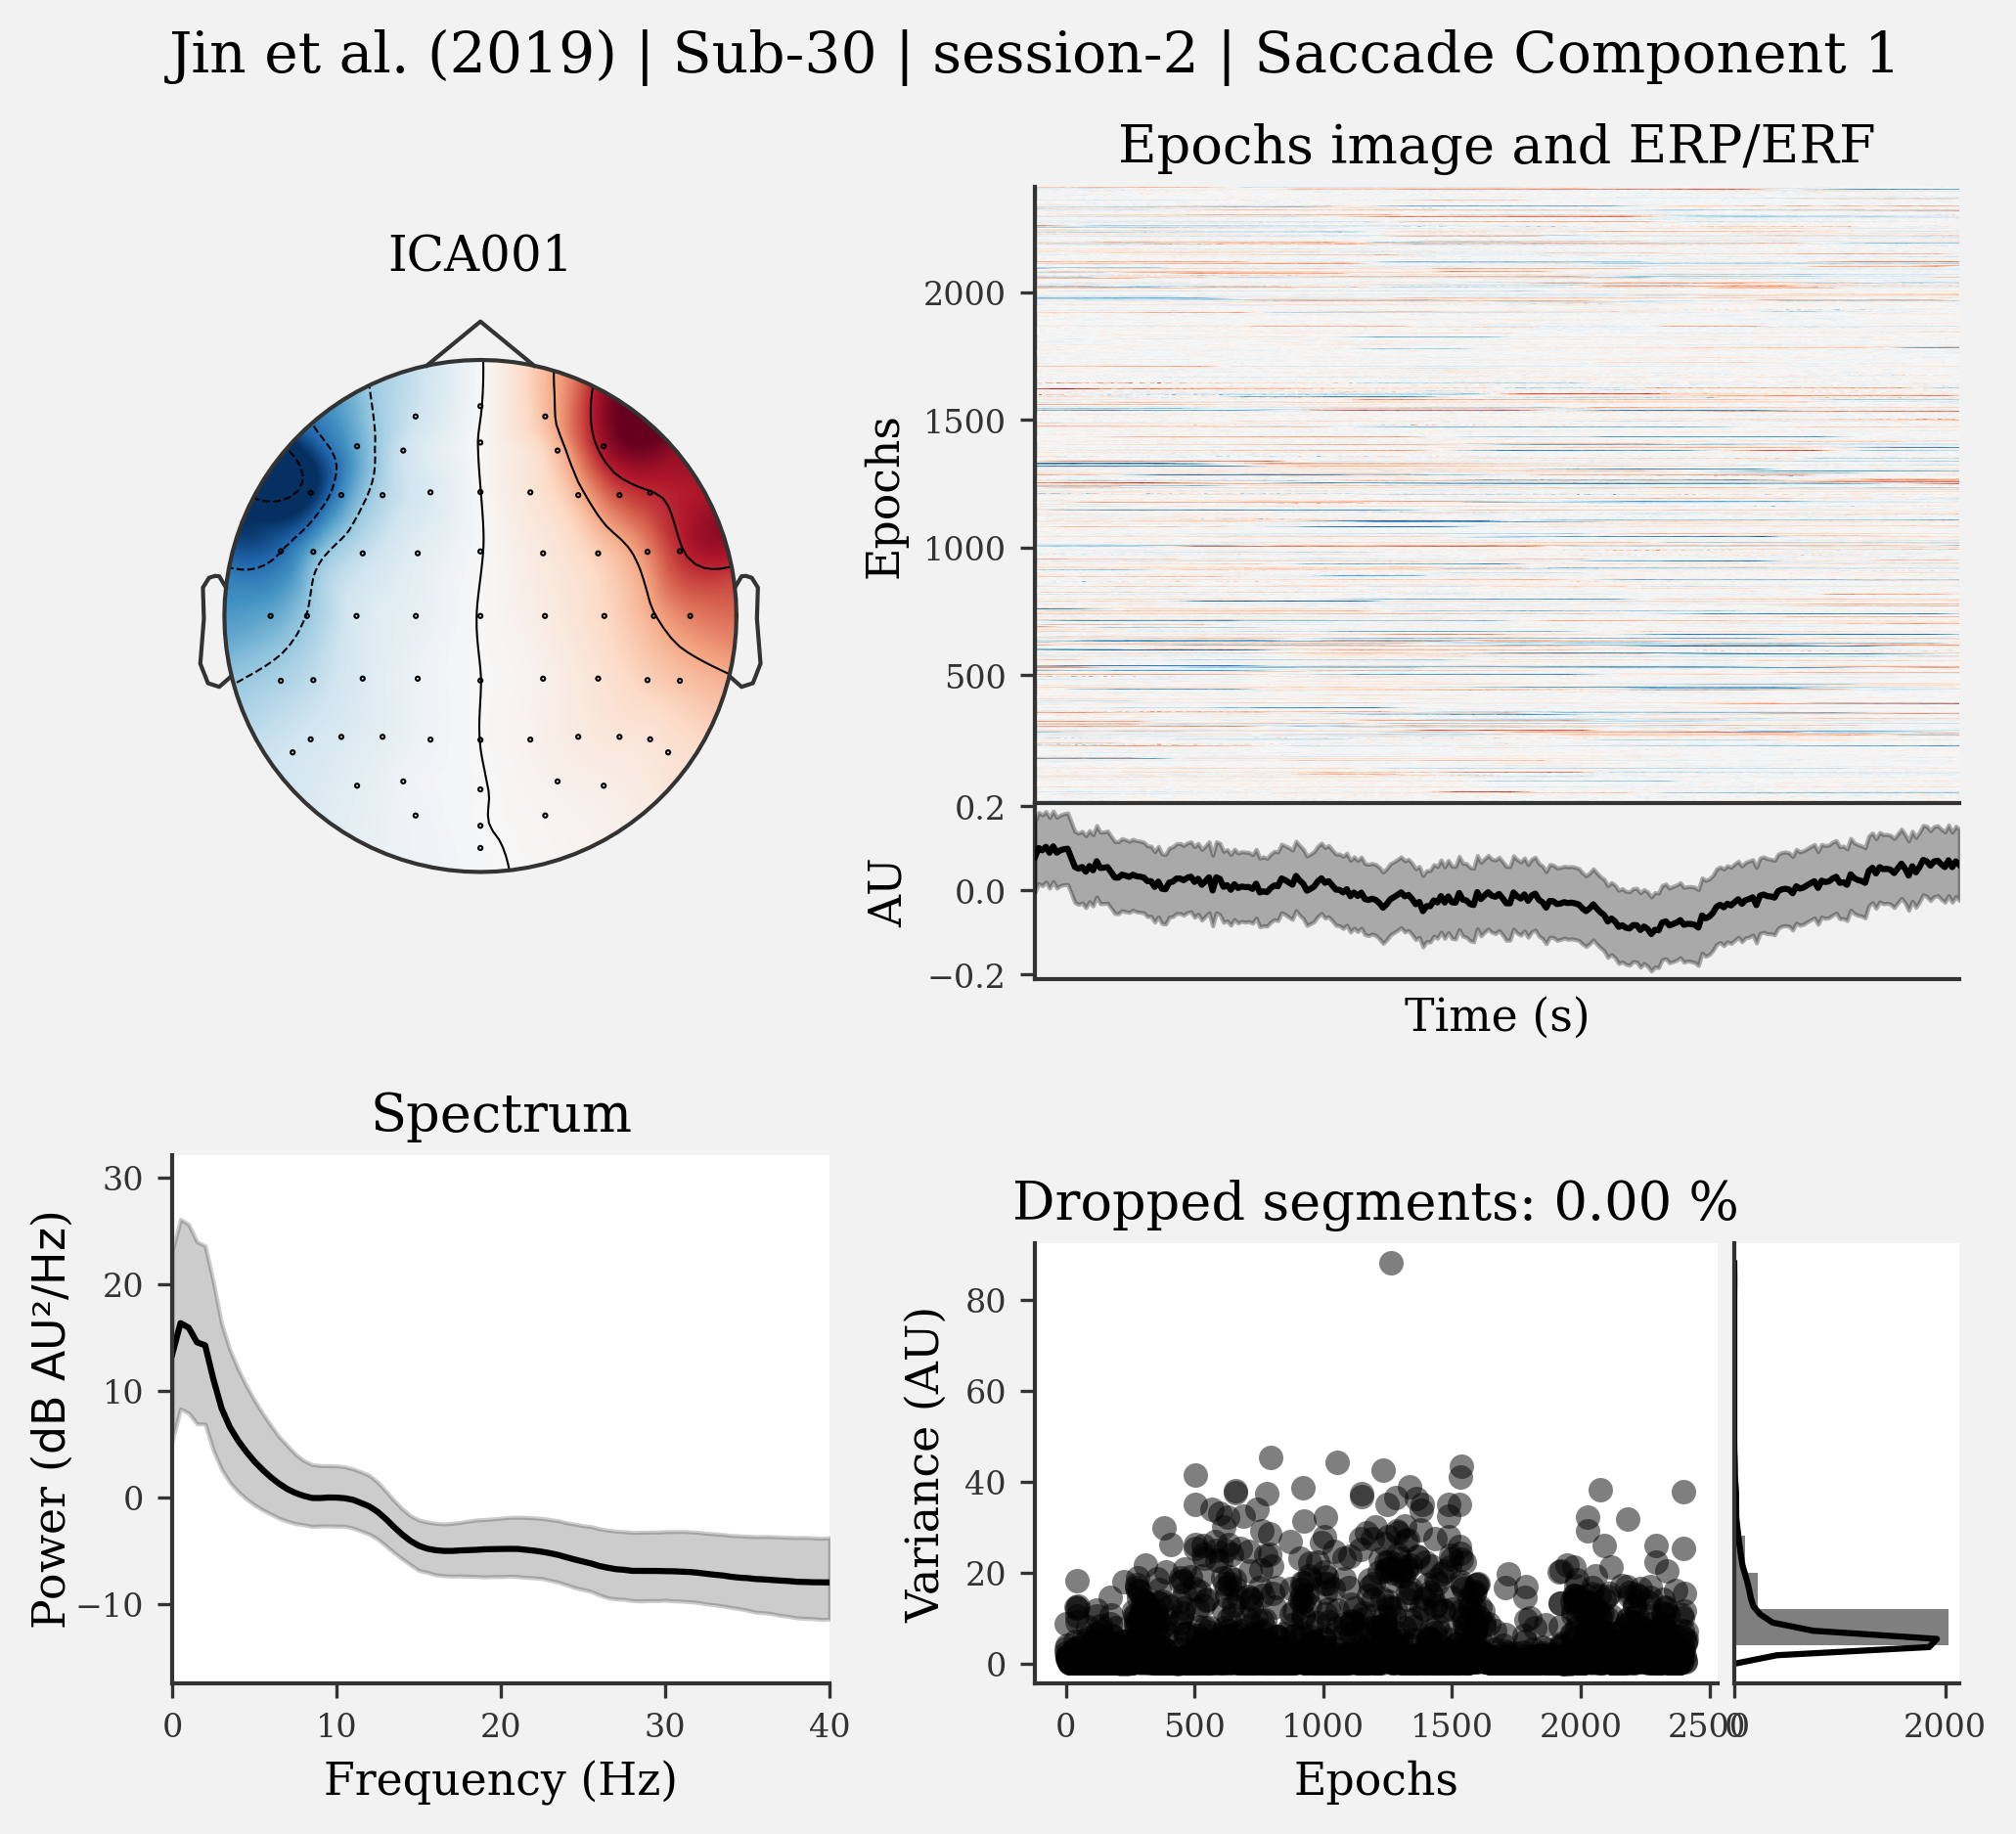 Jin et al. (2019) | Sub-30 | session-2 | Saccade Component 1
ICA001
Epochs image and ERP/ERF
Epochs
2000
1500
1000
500
0.2
0.0
−0.2
AU
Time (s)
Spectrum
Power (dB AU²/Hz)
30
20
10
0
−10
0 10 20 30 40
Frequency (Hz)
Dropped segments: 0.00 %
Variance (AU)
80
60
40
20
0
0 500 1000 1500 2000 2500
0 2000
Epochs